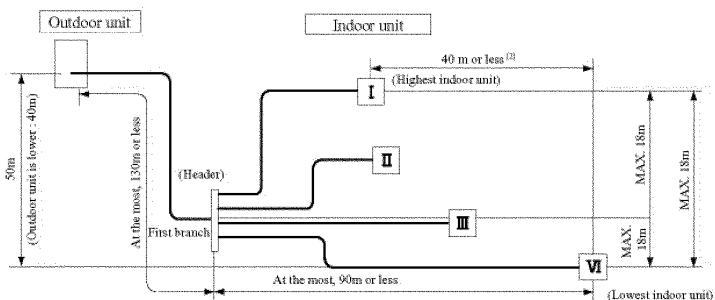 Outdoor unit
Indoor unit
40 m or less [2]
(Highest indoor unit)
I
II
III
VI
50m
(Outdoor unit is lower : 40m)
At the most, 130m or less
(Header)
First branch
MAX. 18m
MAX. 18m
MAX.
18m
At the most, 90m or less
(Lowest indoor unit)